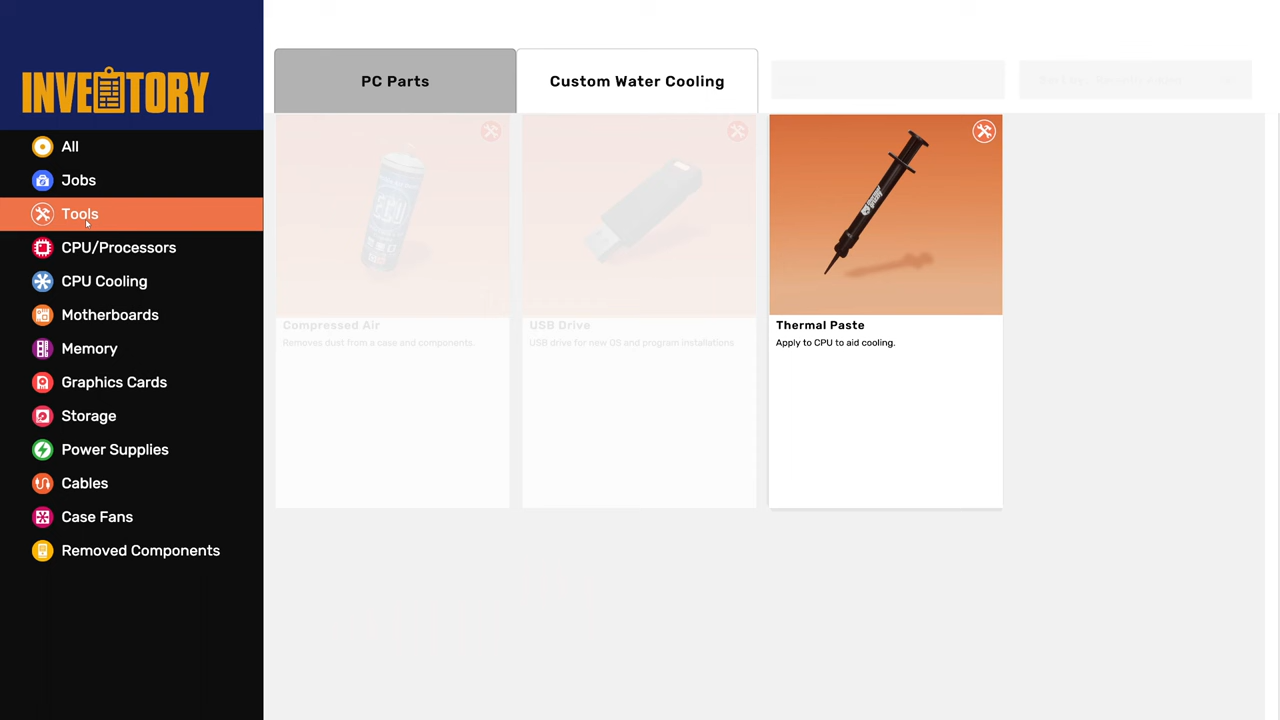 INVENTORY
All
Jobs
Tools
CPU/Processors
CPU Cooling
Motherboards
Memory
Graphics Cards
Storage
Power Supplies
Cables
Case Fans
Removed Components
PC Parts
Custom Water Cooling
Compressed Air
Removes dust from a case and components.
USB Drive
USB drive for new OS and program installations
Thermal Paste
Apply to CPU to aid cooling.